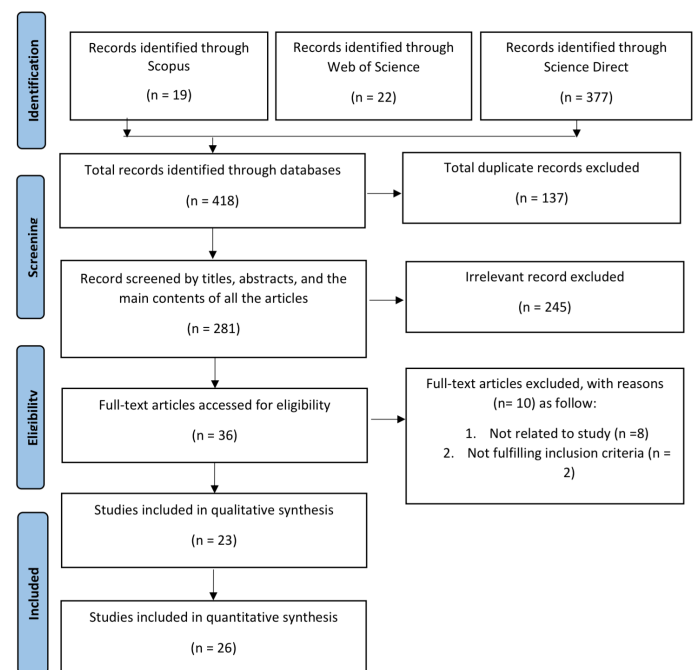 Identification
Records identified through
Scopus
(n = 19)
Records identified through
Web of Science
(n = 22)
Records identified through
Science Direct
(n = 377)
Total records identified through databases
(n = 418)
Total duplicate records excluded
(n = 137)
Screening
Record screened by titles, abstracts, and the
main contents of all the articles
(n = 281)
Irrelevant record excluded
(n = 245)
Eligibility
Full-text articles accessed for eligibility
(n = 36)
Full-text articles excluded, with reasons
(n= 10) as follow:
1. Not related to study (n =8)
2. Not fulfilling inclusion criteria (n =
2)
Studies included in qualitative synthesis
(n = 23)
Included
Studies included in quantitative synthesis
(n = 26)